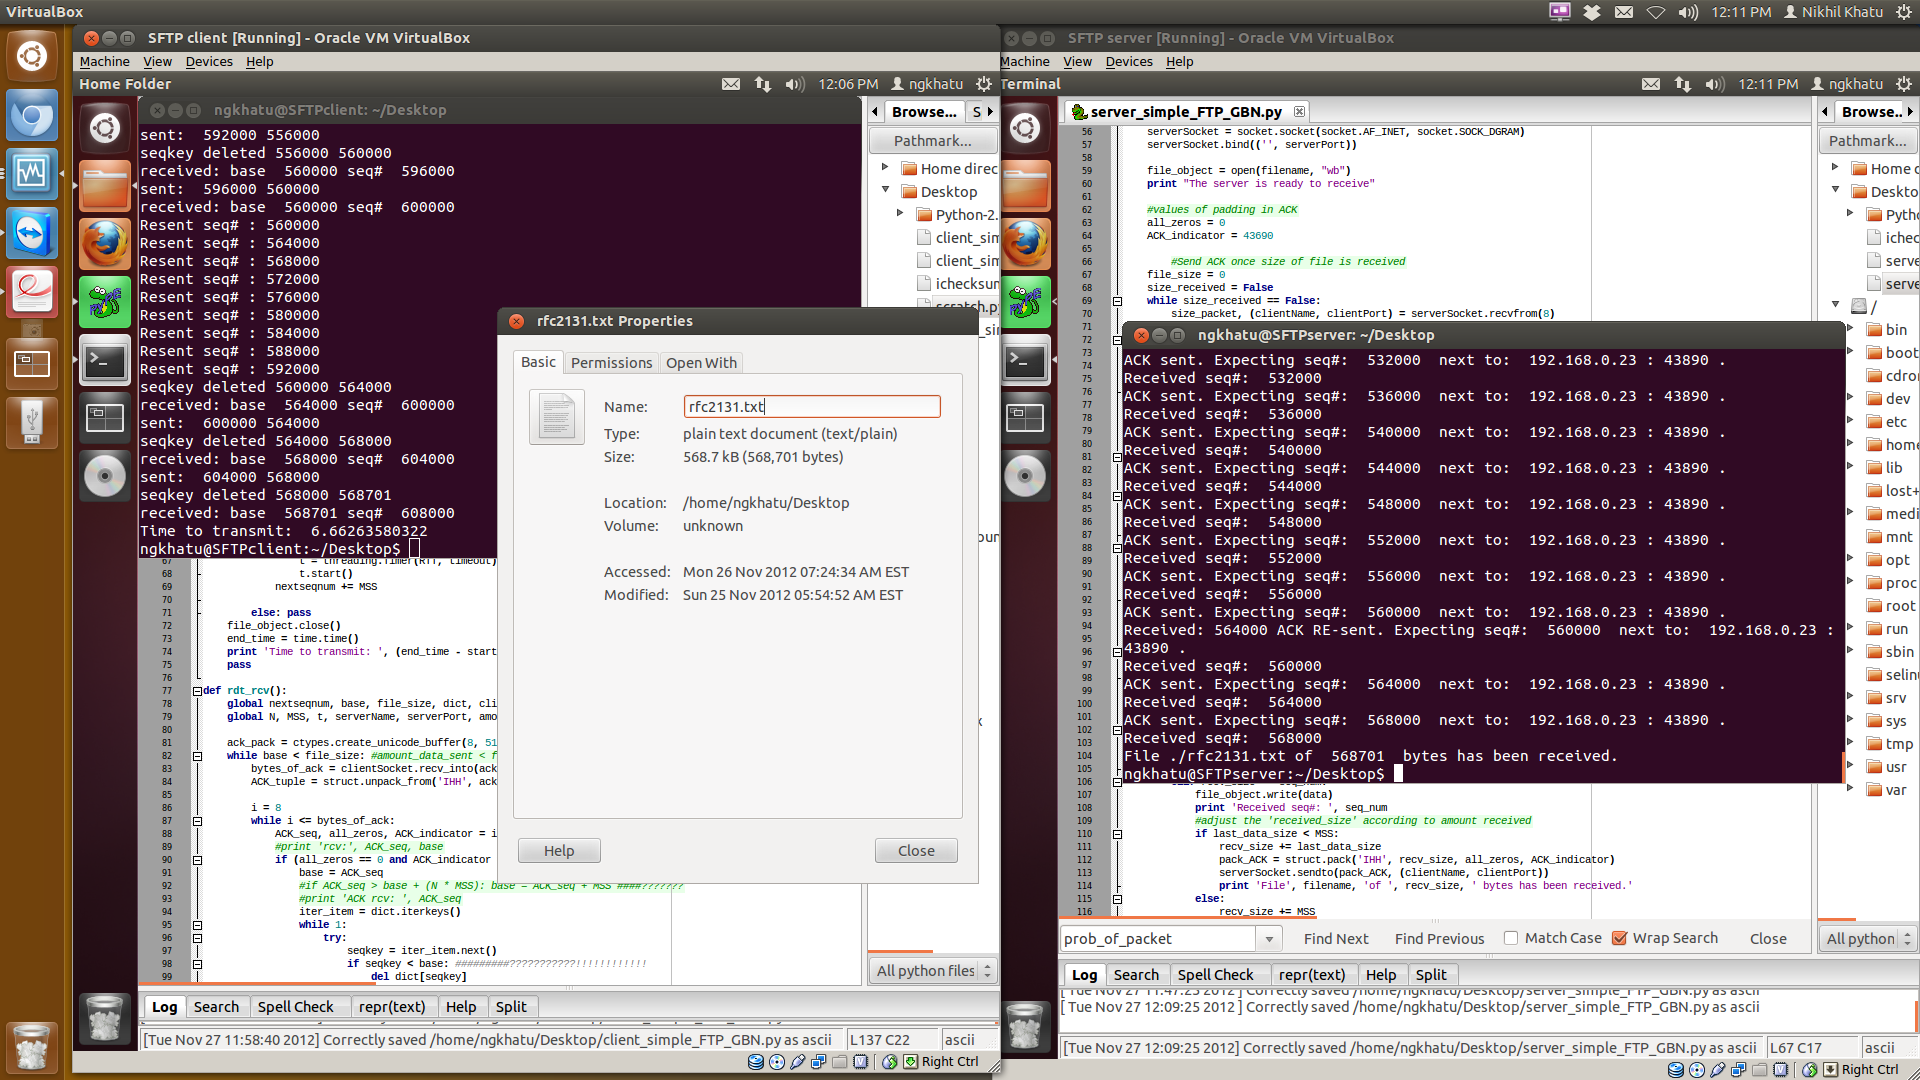 VirtualBox
12:11 PM
Nikhil Khatu
SFTP client [Running] - Oracle VM VirtualBox
Machine View Devices Help
Home Folder
12:06 PM
ngkhatu
ngkhatu@SFTPclient: ~/Desktop
sent:  592000 556000
seqkey deleted 556000 560000
received: base  560000 seq#  596000
sent:  596000 560000
received: base  560000 seq#  600000
Resent seq# : 560000
Resent seq# : 564000
Resent seq# : 568000
Resent seq# : 572000
Resent seq# : 576000
Resent seq# : 580000
Resent seq# : 584000
Resent seq# : 588000
Resent seq# : 592000
seqkey deleted 560000 564000
received: base  564000 seq#  600000
sent:  600000 564000
seqkey deleted 564000 568000
received: base  568000 seq#  604000
sent:  604000 568000
seqkey deleted 568000 568701
received: base  568701 seq#  608000
Time to transmit:  6.66263580322
ngkhatu@SFTPclient:~/Desktop$
Browse... S
Pathmark...
Home direc
Desktop
Python-2.
client_sim
client_sim
ichecksum
scratch.p
rfc2131.txt Properties
Basic Permissions Open With
Name: rfc2131.txt
Type: plain text document (text/plain)
Size: 568.7 kB (568,701 bytes)
Location: /home/ngkhatu/Desktop
Volume: unknown
Accessed: Mon 26 Nov 2012 07:24:34 AM EST
Modified: Sun 25 Nov 2012 05:54:52 AM EST
Help Close
67 t = threading.Timer(RTT, timeout)
68 t.start()
69 nextseqnum += MSS
70
71 else: pass
72 file_object.close()
73 end_time = time.time()
74 print 'Time to transmit: ', (end_time - start
75 pass
76
77 def rdt_rcv():
78 global nextseqnum, base, file_size, dict, cli
79 global N, MSS, t, serverName, serverPort, amo
80
81 ack_pack = ctypes.create_unicode_buffer(8, 51
82 while base < file_size: #amount_data_sent < f
83 bytes_of_ack = clientSocket.recv_into(ack
84 ACK_tuple = struct.unpack_from('IHH', ack
85
86 i = 8
87 while i <= bytes_of_ack:
88 ACK_seq, all_zeros, ACK_indicator = i
89 #print 'rcv:', ACK_seq, base
90 if (all_zeros == 0 and ACK_indicator
91 base = ACK_seq
92 #if ACK_seq > base + (N * MSS): base = ACK_seq + MSS ####???????
93 #print 'ACK rcv: ', ACK_seq
94 iter_item = dict.iterkeys()
95 while 1:
96 try:
97 seqkey = iter_item.next()
98 if seqkey < base: #########???????????!!!!!!!!!!!!
99 del dict[seqkey]
All python files
Log Search Spell Check repr(text) Help Split
[Tue Nov 27 11:58:40 2012] Correctly saved /home/ngkhatu/Desktop/client_simple_FTP_GBN.py as ascii L137 C22 ascii
Right Ctrl
SFTP server [Running] - Oracle VM VirtualBox
Machine View Devices Help
Terminal
12:11 PM
ngkhatu
server_simple_FTP_GBN.py
56 serverSocket = socket.socket(socket.AF_INET, socket.SOCK_DGRAM)
57 serverSocket.bind(('', serverPort))
58
59 file_object = open(filename, "wb")
60 print "The server is ready to receive"
61
62 #values of padding in ACK
63 all_zeros = 0
64 ACK_indicator = 43690
65
66 #Send ACK once size of file is received
67 file_size = 0
68 size_received = False
69 while size_received == False:
70 size_packet, (clientName, clientPort) = serverSocket.recvfrom(8)
ngkhatu@SFTPserver: ~/Desktop
ACK sent. Expecting seq#:  532000  next to:  192.168.0.23 : 43890 .
Received seq#:  532000
ACK sent. Expecting seq#:  536000  next to:  192.168.0.23 : 43890 .
Received seq#:  536000
ACK sent. Expecting seq#:  540000  next to:  192.168.0.23 : 43890 .
Received seq#:  540000
ACK sent. Expecting seq#:  544000  next to:  192.168.0.23 : 43890 .
Received seq#:  544000
ACK sent. Expecting seq#:  548000  next to:  192.168.0.23 : 43890 .
Received seq#:  548000
ACK sent. Expecting seq#:  552000  next to:  192.168.0.23 : 43890 .
Received seq#:  552000
ACK sent. Expecting seq#:  556000  next to:  192.168.0.23 : 43890 .
Received seq#:  556000
ACK sent. Expecting seq#:  560000  next to:  192.168.0.23 : 43890 .
Received: 564000 ACK RE-sent. Expecting seq#:  560000  next to:  192.168.0.23 :
43890 .
Received seq#:  560000
ACK sent. Expecting seq#:  564000  next to:  192.168.0.23 : 43890 .
Received seq#:  564000
ACK sent. Expecting seq#:  568000  next to:  192.168.0.23 : 43890 .
Received seq#:  568000
File ./rfc2131.txt of  568701  bytes has been received.
ngkhatu@SFTPserver:~/Desktop$
107 file_object.write(data)
108 print 'Received seq#: ', seq_num
109 #adjust the 'received_size' according to amount received
110 if last_data_size < MSS:
111 recv_size += last_data_size
112 pack_ACK = struct.pack('IHH', recv_size, all_zeros, ACK_indicator)
113 serverSocket.sendto(pack_ACK, (clientName, clientPort))
114 print 'File', filename, 'of ', recv_size, ' bytes has been received.'
115 else:
116 recv_size += MSS
Browse..
Pathmark...
Home d
Deskto
Pytho
ichec
serve
serve
/
bin
boot
cdron
dev
etc
home
lib
lost+
medi
mnt
opt
proc
root
run
sbin
selinu
srv
sys
tmp
usr
var
prob_of_packet Find Next Find Previous Match Case Wrap Search Close
All python
Log Search Spell Check repr(text) Help Split
[ Tue Nov 27 11:47:25 2012 ] Correctly saved /home/ngkhatu/Desktop/server_simple_FTP_GBN.py as ascii
[ Tue Nov 27 12:09:25 2012 ] Correctly saved /home/ngkhatu/Desktop/server_simple_FTP_GBN.py as ascii
[Tue Nov 27 12:09:25 2012] Correctly saved /home/ngkhatu/Desktop/server_simple_FTP_GBN.py as ascii L67 C17 ascii
Right Ctrl